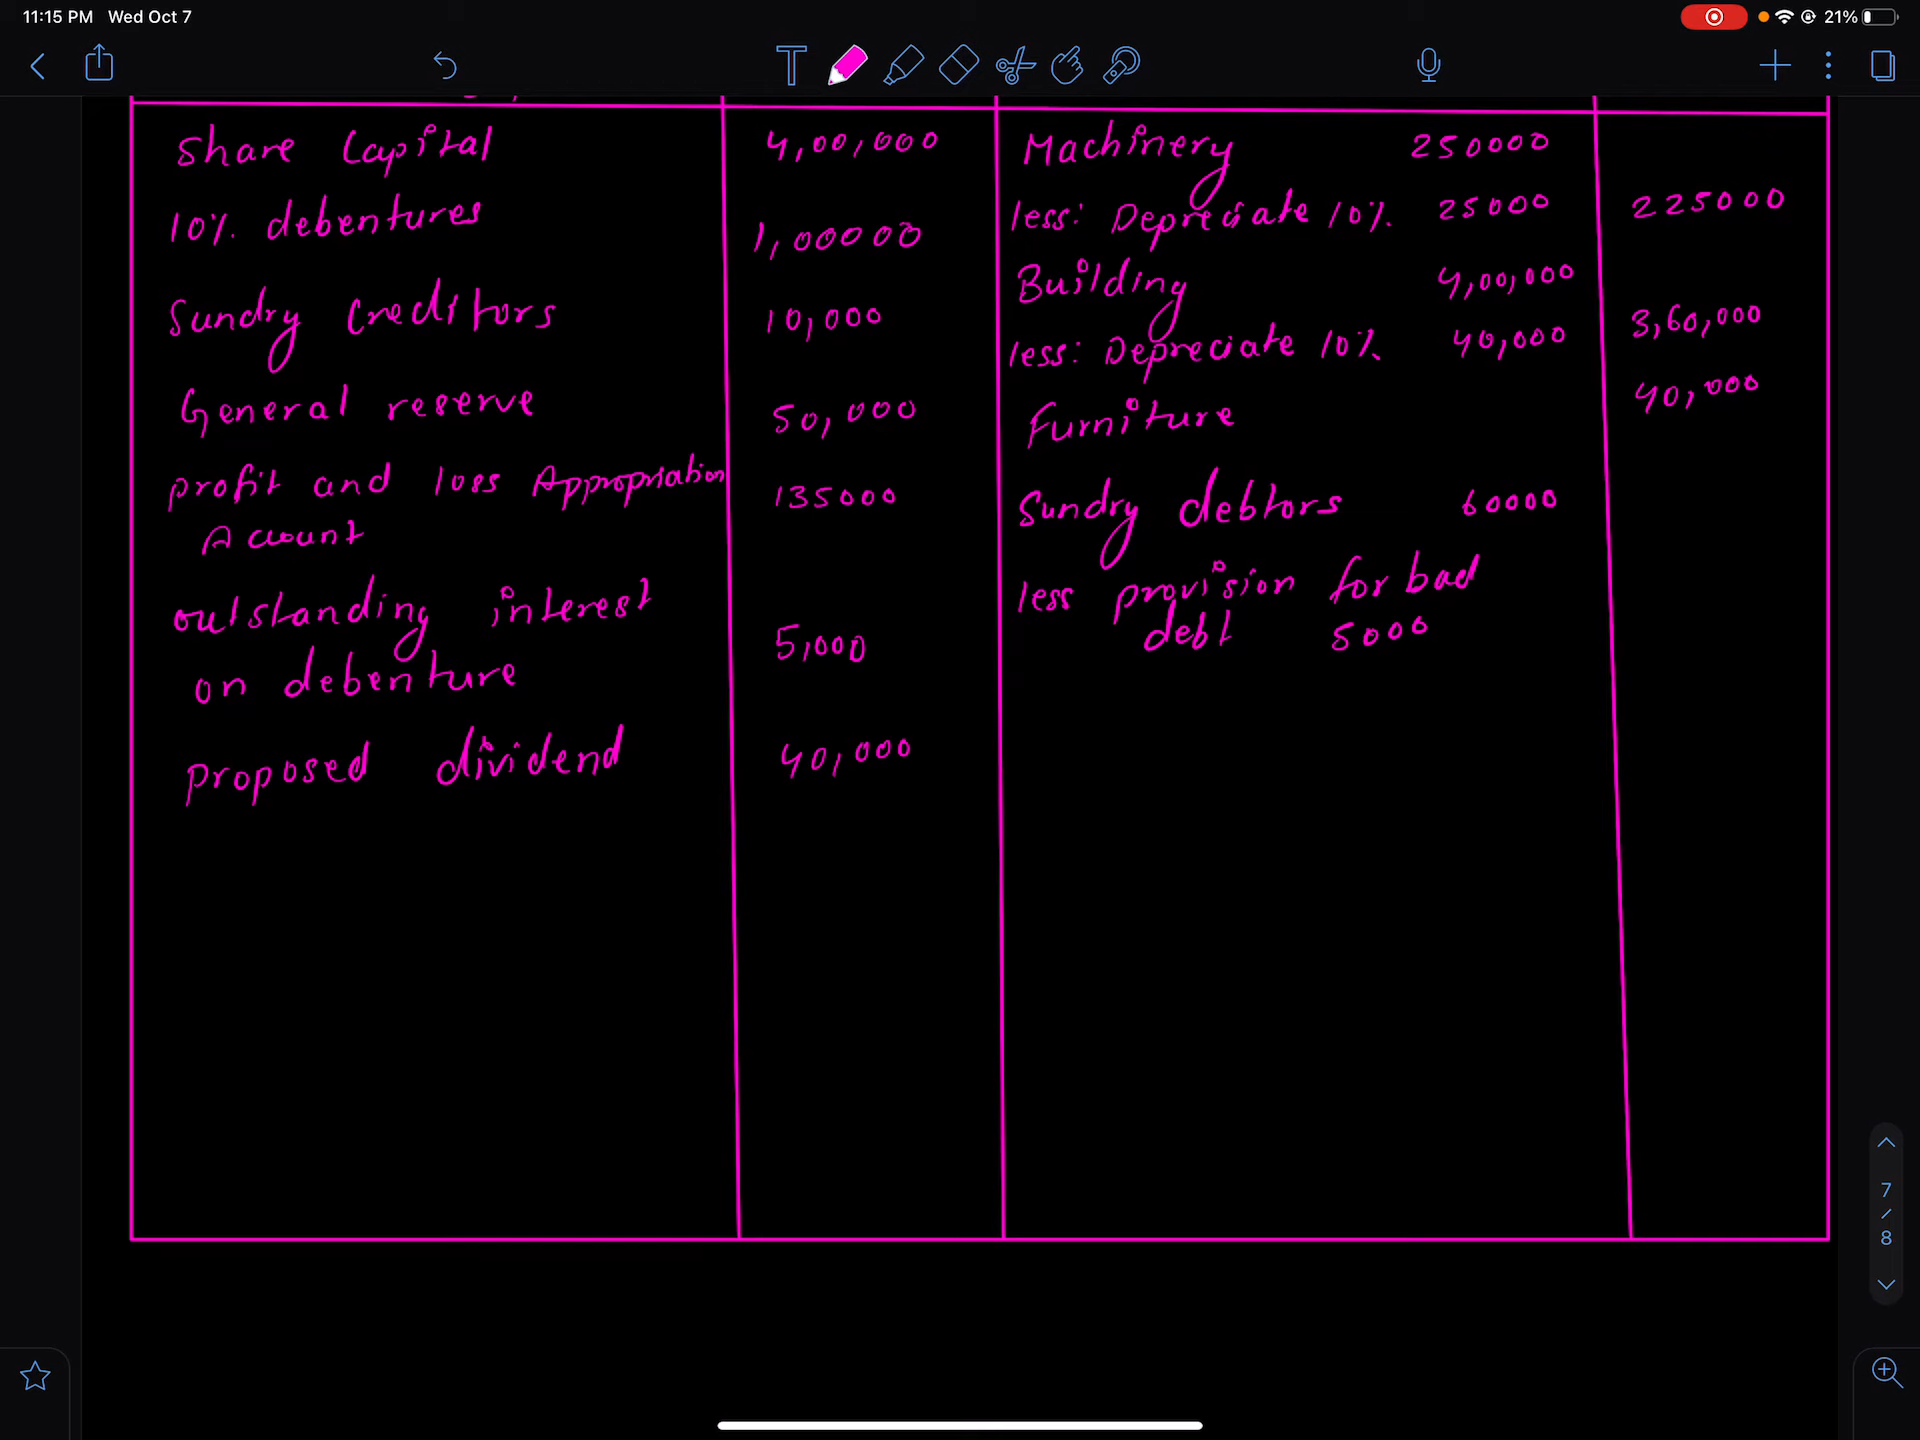 11:15 PM Wed Oct 7
21%
Share Capital 4,00,000
10% debentures 1,00000
Sundry Creditors 10,000
General reserve 50,000
profit and loss Appropriation 135000
Account
outstanding interest
on debenture 5,000
proposed dividend 40,000
Machinery 250000
less: Depreciate 10% 25000 225000
Building 4,00,000
less: Depreciate 10% 40,000 3,60,000
Furniture 40,000
Sundry debtors 60000
less provision for bad
debt 5000
7
/
8